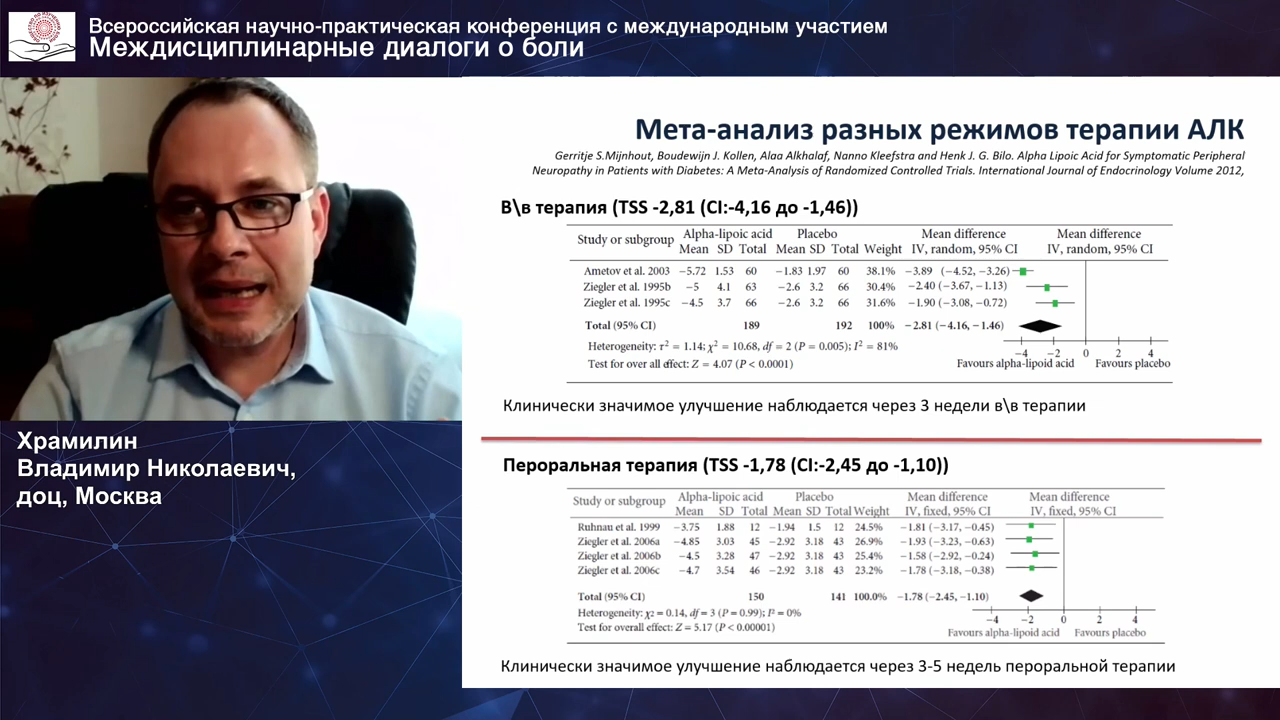 Всероссийская научно-практическая конференция с международным участием
Междисциплинарные диалоги о боли
Мета-анализ разных режимов терапии АЛК
Gerritje S.Mijnhout, Boudewijn J. Kollen, Alaa Alkhalaf, Nanno Kleefstra and Henk J. G. Bilo. Alpha Lipoic Acid for Symptomatic Peripheral
Neuropathy in Patients with Diabetes: A Meta-Analysis of Randomized Controlled Trials. International Journal of Endocrinology Volume 2012,
В\в терапия (TSS -2,81 (CI:-4,16 до -1,46))
Study or subgroup Alpha-lipoic acid Placebo Mean difference Mean difference
Mean SD Total Mean SD Total Weight IV, random, 95% CI IV, random, 95% CI
Ametov et al. 2003 −5.72 1.53 60 −1.83 1.97 60 38.1% −3.89 (−4.52, −3.26)
Ziegler et al. 1995b −5 4.1 63 −2.6 3.2 66 30.4% −2.40 (−3.67, −1.13)
Ziegler et al. 1995c −4.5 3.7 66 −2.6 3.2 66 31.6% −1.90 (−3.08, −0.72)
Total (95% CI) 189 192 100% −2.81 (−4.16, −1.46)
Heterogeneity: τ² = 1.14; χ² = 10.68, df = 2 (P = 0.005); I² = 81%
−4 −2 0 2 4
Test for over all effect: Z = 4.07 (P < 0.0001)
Favours alpha-lipoid acid Favours placebo
Клинически значимое улучшение наблюдается через 3 недели в\в терапии
Храмилин
Владимир Николаевич,
доц, Москва
Пероральная терапия (TSS -1,78 (CI:-2,45 до -1,10))
Study or subgroup Alpha-lipoic acid Placebo Mean difference Mean difference
Mean SD Total Mean SD Total Weight IV, fixed, 95% CI IV, fixed, 95% CI
Ruhnau et al. 1999 −3.75 1.88 12 −1.94 1.5 12 24.5% −1.81 (−3.17, −0.45)
Ziegler et al. 2006a −4.85 3.03 45 −2.92 3.18 43 26.9% −1.93 (−3.23, −0.63)
Ziegler et al. 2006b −4.5 3.28 47 −2.92 3.18 43 25.4% −1.58 (−2.92, −0.24)
Ziegler et al. 2006c −4.7 3.54 46 −2.92 3.18 43 23.2% −1.78 (−3.18, −0.38)
Total (95% CI) 150 141 100.0% −1.78 (−2.45, −1.10)
Heterogeneity: χ2 = 0.14, df = 3 (P = 0.99); I² = 0%
−4 −2 0 2 4
Test for overall effect: Z = 5.17 (P < 0.00001)
Favours alpha-lipoid acid Favours placebo
Клинически значимое улучшение наблюдается через 3-5 недель пероральной терапии